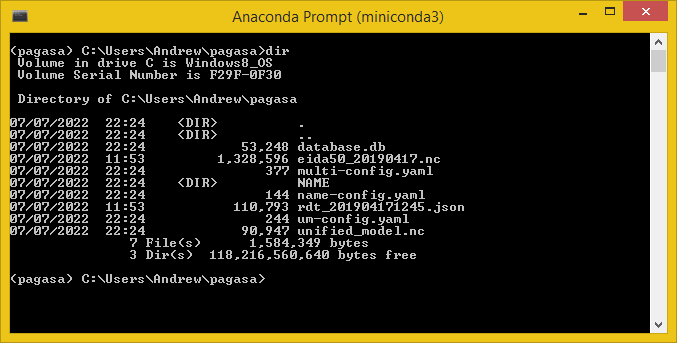 Anaconda Prompt (miniconda3)
(pagasa) C:\Users\Andrew\pagasa>dir
Volume in drive C is Windows8_OS
Volume Serial Number is F29F-0F30
Directory of C:\Users\Andrew\pagasa
07/07/2022  22:24    <DIR>          .
07/07/2022  22:24    <DIR>          ..
07/07/2022  22:24            53,248 database.db
07/07/2022  11:53         1,328,596 eida50_20190417.nc
07/07/2022  22:24               377 multi-config.yaml
07/07/2022  22:24    <DIR>          NAME
07/07/2022  22:24               144 name-config.yaml
07/07/2022  11:53           110,793 rdt_201904171245.json
07/07/2022  22:24               244 um-config.yaml
07/07/2022  22:24            90,947 unified_model.nc
7 File(s)      1,584,349 bytes
3 Dir(s)  118,216,560,640 bytes free
(pagasa) C:\Users\Andrew\pagasa>